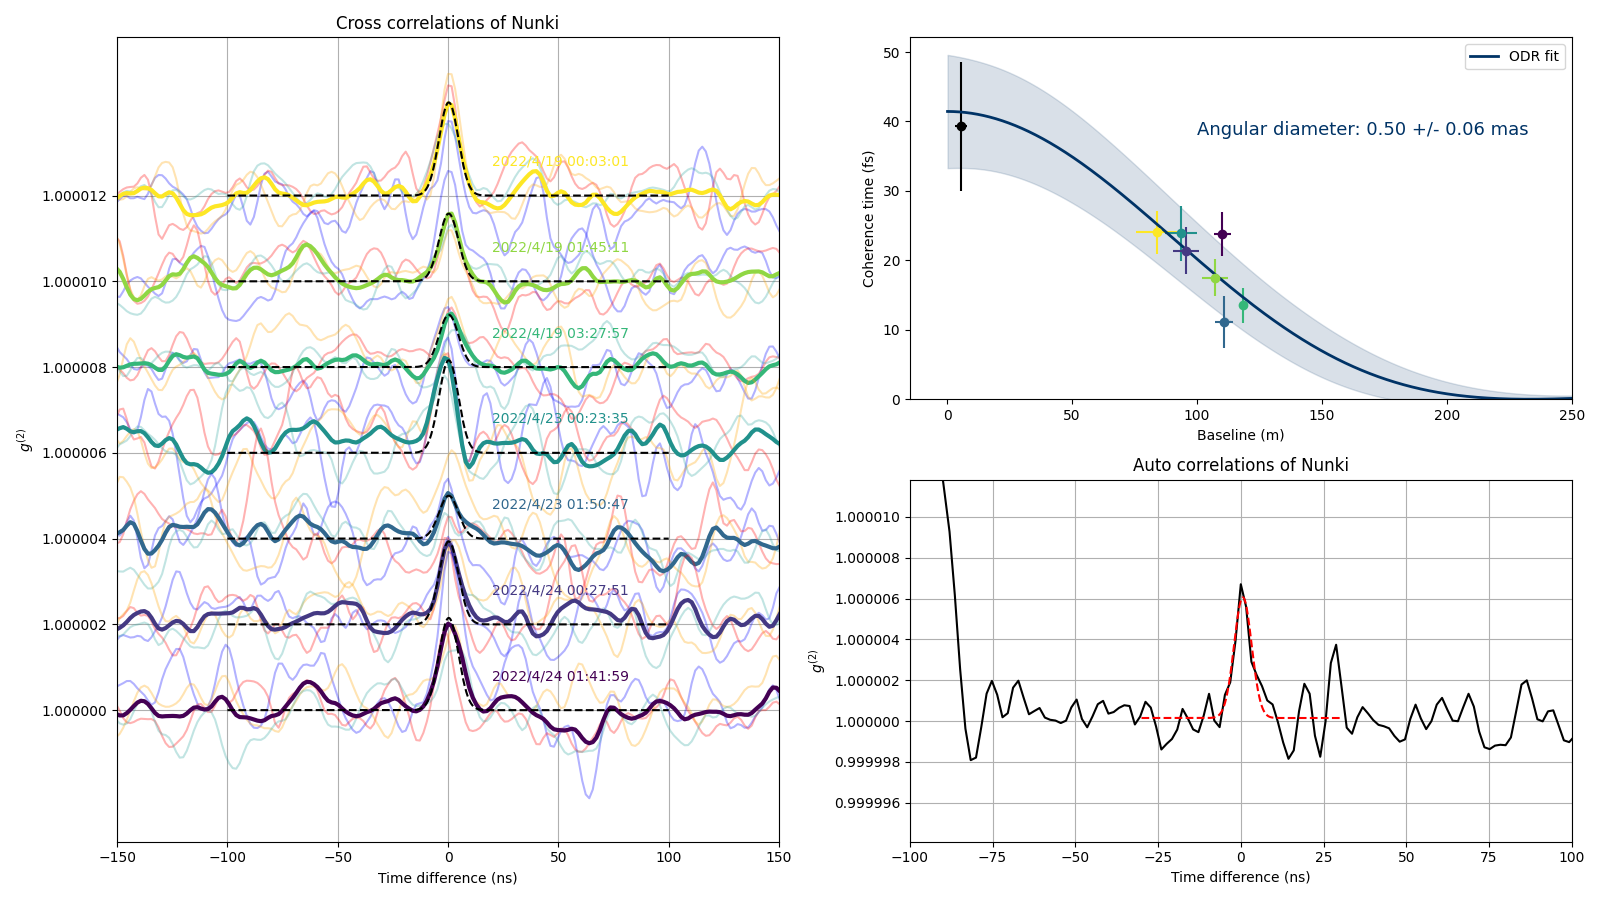 Cross correlations of Nunki
g^(2)
1.000012
1.000010
1.000008
1.000006
1.000004
1.000002
1.000000
2022/4/19 00:03:01
2022/4/19 01:45:11
2022/4/19 03:27:57
2022/4/23 00:23:35
2022/4/23 01:50:47
2022/4/24 00:27:51
2022/4/24 01:41:59
−150 −100 −50 0 50 100 150
Time difference (ns)
Coherence time (fs)
50
40
30
20
10
0
ODR fit
Angular diameter: 0.50 +/- 0.06 mas
0 50 100 150 200 250
Baseline (m)
Auto correlations of Nunki
g^(2)
1.000010
1.000008
1.000006
1.000004
1.000002
1.000000
0.999998
0.999996
−100 −75 −50 −25 0 25 50 75 100
Time difference (ns)